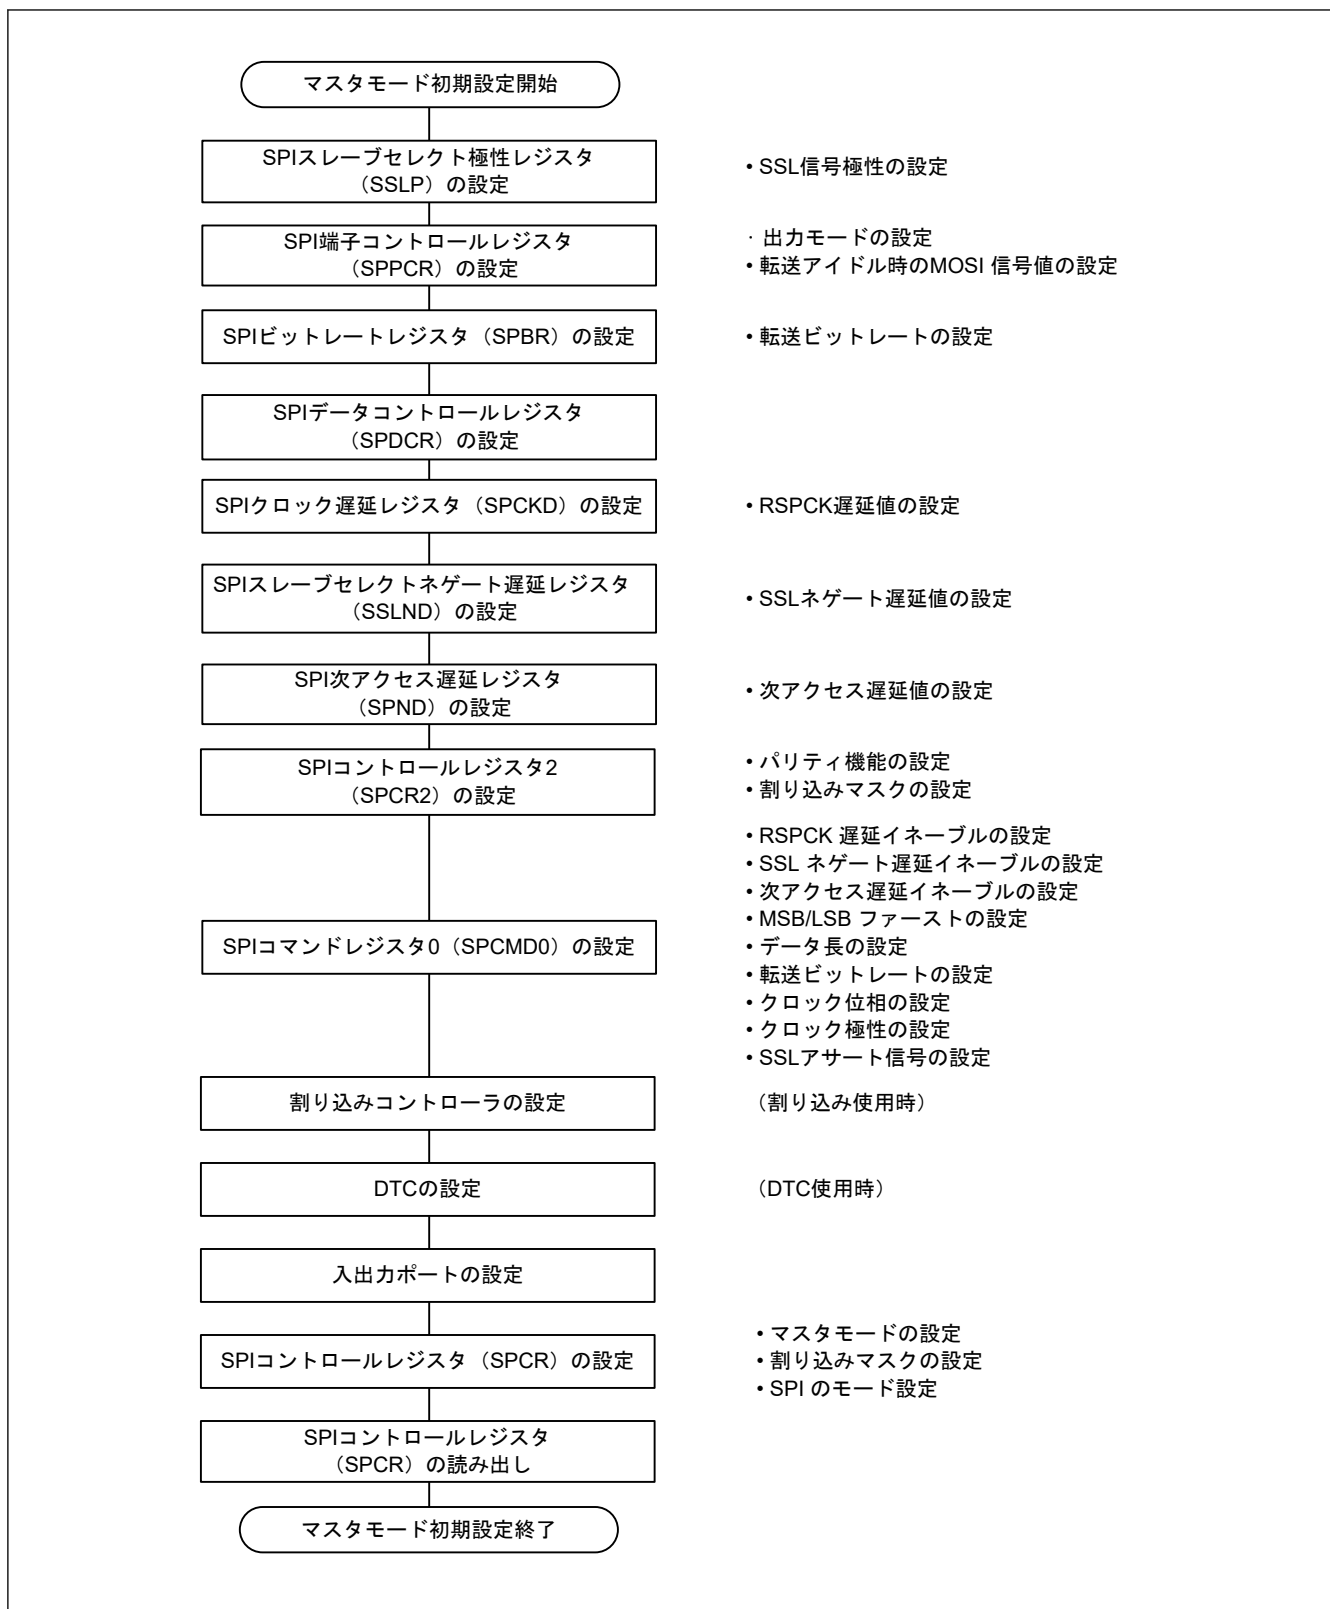 マスタモード初期設定開始
SPIスレーブセレクト極性レジスタ
（SSLP）の設定
• SSL信号極性の設定
SPI端子コントロールレジスタ
（SPPCR）の設定
· 出力モードの設定
• 転送アイドル時のMOSI 信号値の設定
SPIビットレートレジスタ（SPBR）の設定
• 転送ビットレートの設定
SPIデータコントロールレジスタ
（SPDCR）の設定
SPIクロック遅延レジスタ（SPCKD）の設定
• RSPCK遅延値の設定
SPIスレーブセレクトネゲート遅延レジスタ
（SSLND）の設定
• SSLネゲート遅延値の設定
SPI次アクセス遅延レジスタ
（SPND）の設定
• 次アクセス遅延値の設定
SPIコントロールレジスタ2
（SPCR2）の設定
• パリティ機能の設定
• 割り込みマスクの設定
SPIコマンドレジスタ0（SPCMD0）の設定
• RSPCK 遅延イネーブルの設定
• SSL ネゲート遅延イネーブルの設定
• 次アクセス遅延イネーブルの設定
• MSB/LSB ファーストの設定
• データ長の設定
• 転送ビットレートの設定
• クロック位相の設定
• クロック極性の設定
• SSLアサート信号の設定
割り込みコントローラの設定
（割り込み使用時）
DTCの設定
（DTC使用時）
入出力ポートの設定
SPIコントロールレジスタ（SPCR）の設定
• マスタモードの設定
• 割り込みマスクの設定
• SPI のモード設定
SPIコントロールレジスタ
（SPCR）の読み出し
マスタモード初期設定終了